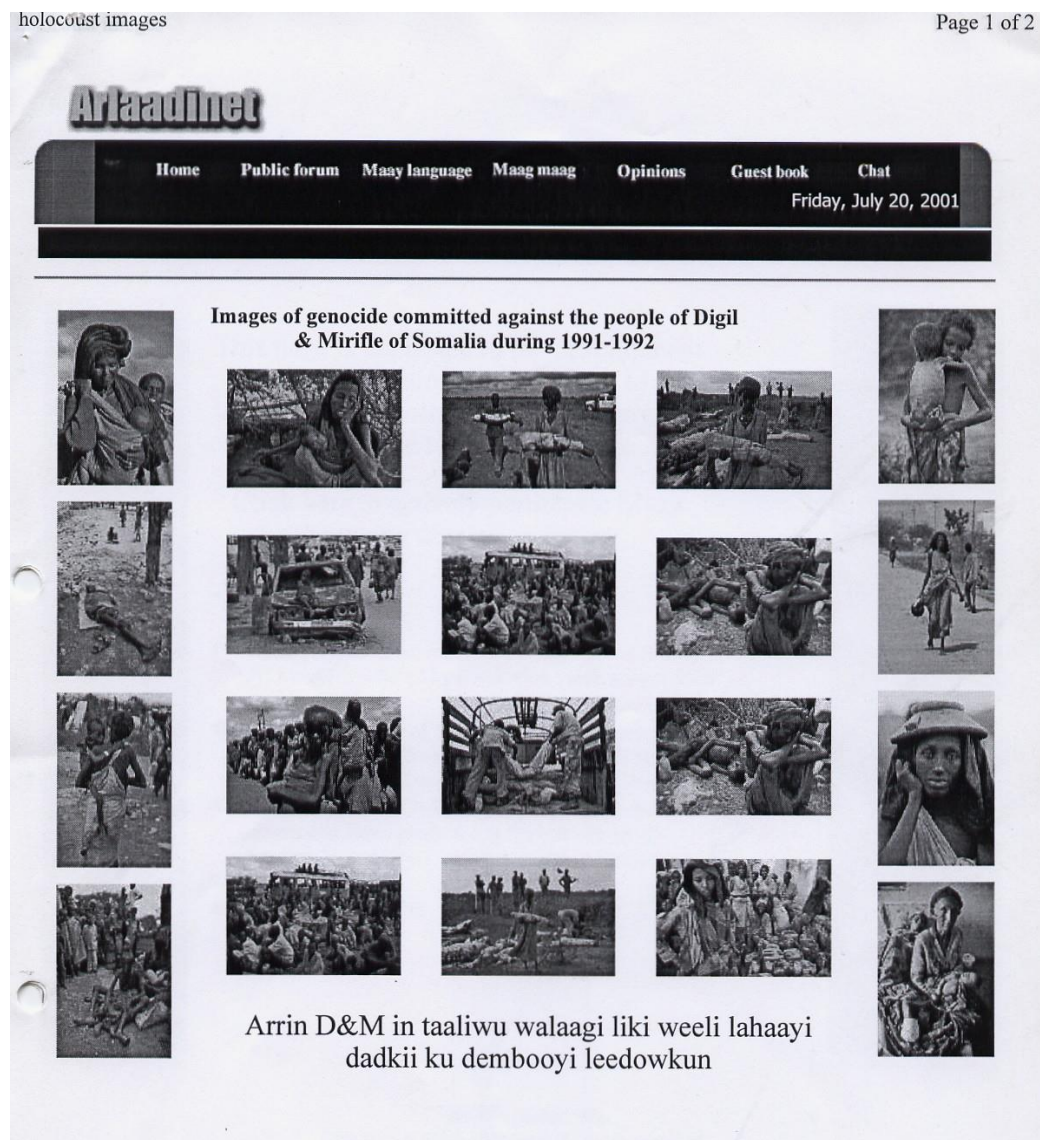 holocoust images
Page 1 of 2
Arlaadinet
Home Public forum Maay language Maag maag Opinions Guest book Chat
Friday, July 20, 2001
Images of genocide committed against the people of Digil
& Mirifle of Somalia during 1991-1992
Arrin D&M in taaliwu walaagi liki weeli lahaayi
dadkii ku dembooyi leedowkun